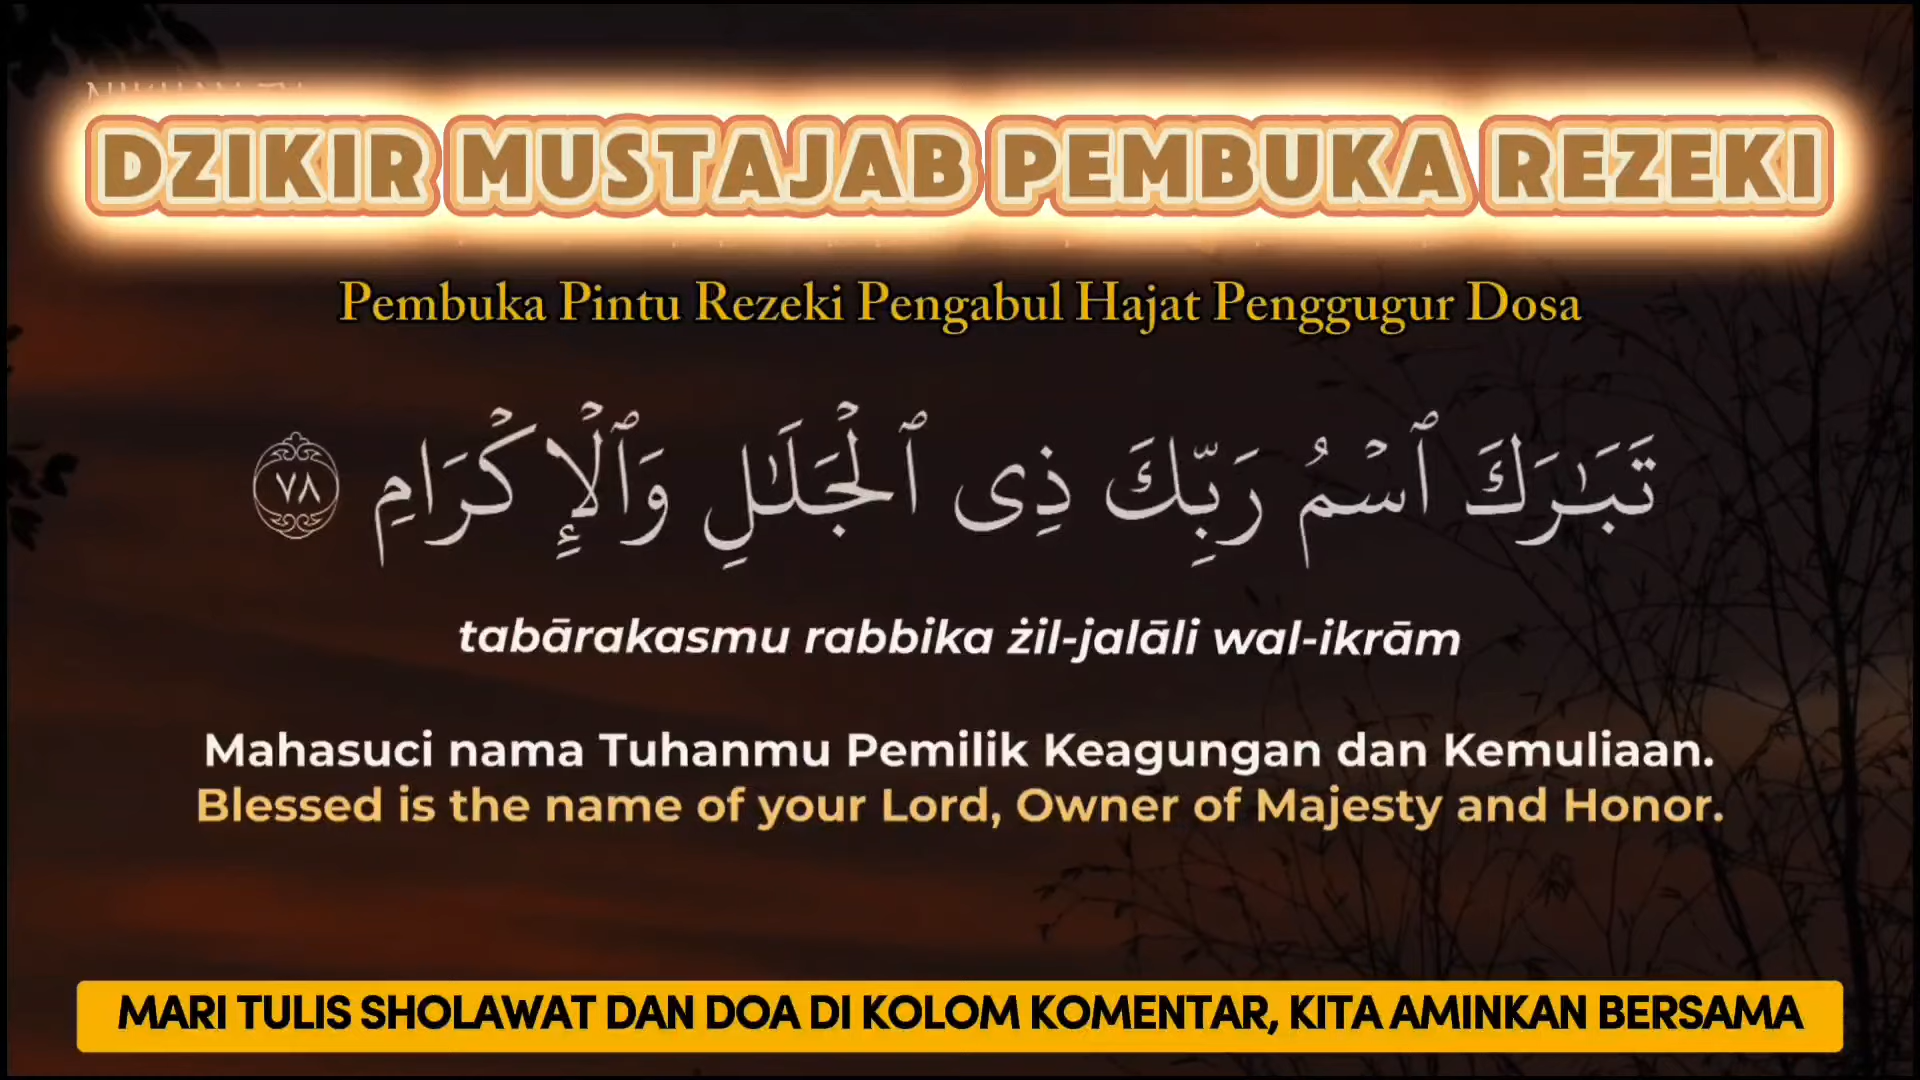 DZIKIR MUSTAJAB PEMBUKA REZEKI
Pembuka Pintu Rezeki Pengabul Hajat Penggugur Dosa
تَبَٰرَكَ ٱسۡمُ رَبِّكَ ذِى ٱلۡجَلَٰلِ وَٱلۡإِكۡرَامِ ٧٨
tabārakasmu rabbika żil-jalāli wal-ikrām
Mahasuci nama Tuhanmu Pemilik Keagungan dan Kemuliaan.
Blessed is the name of your Lord, Owner of Majesty and Honor.
MARI TULIS SHOLAWAT DAN DOA DI KOLOM KOMENTAR, KITA AMINKAN BERSAMA